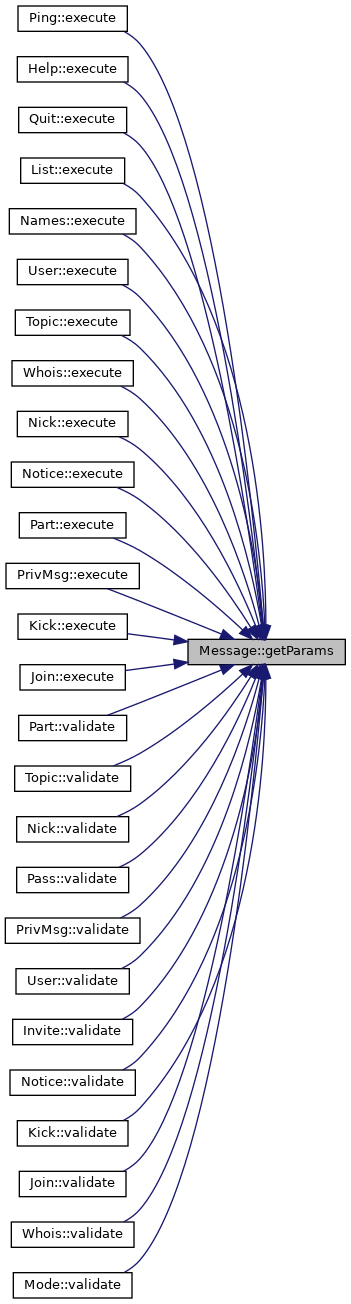 Ping::execute
Help::execute
Quit::execute
List::execute
Names::execute
User::execute
Topic::execute
Whois::execute
Nick::execute
Notice::execute
Part::execute
PrivMsg::execute
Kick::execute
Message::getParams
Join::execute
Part::validate
Topic::validate
Nick::validate
Pass::validate
PrivMsg::validate
User::validate
Invite::validate
Notice::validate
Kick::validate
Join::validate
Whois::validate
Mode::validate